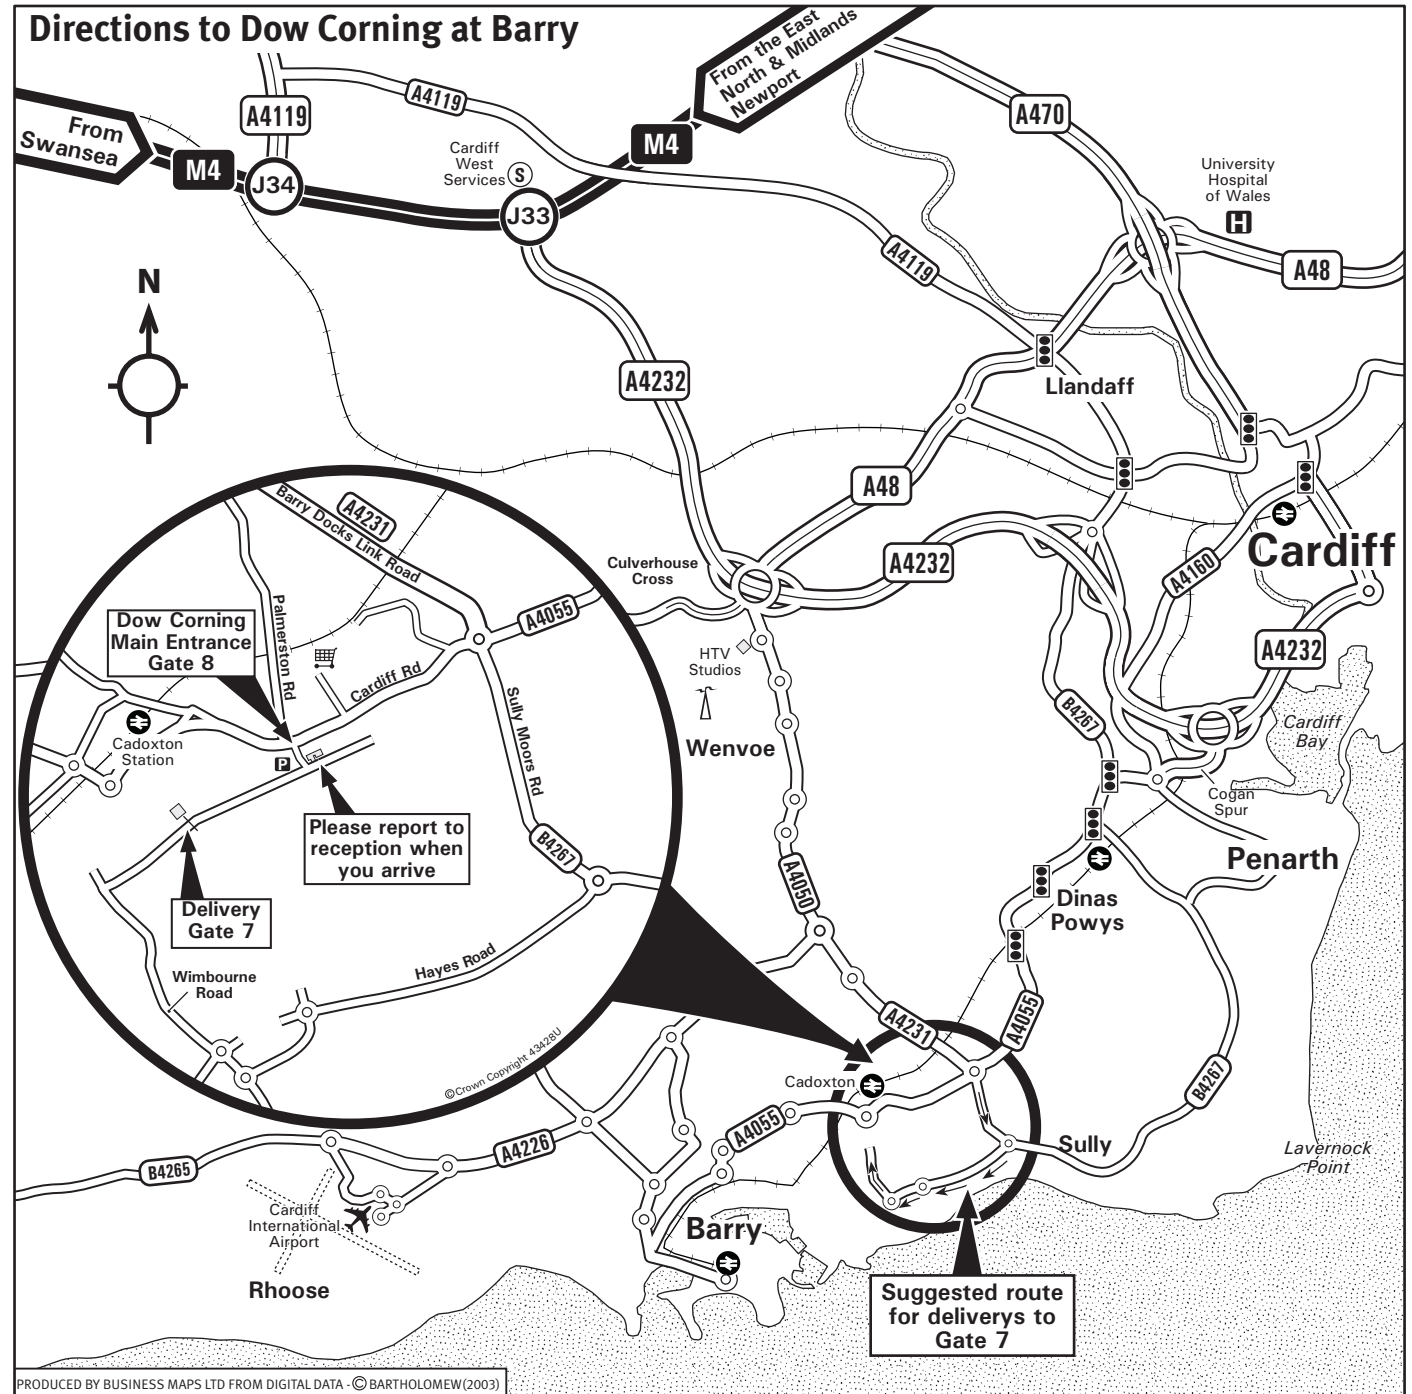 Directions to Dow Corning at Barry
From the East
North & Midlands
Newport
From
Swansea
A4119
A4119
M4
M4
J34
J33
Cardiff
West
Services
S
A470
University
Hospital
of Wales
H
A48
A4119
N
A4232
Llandaff
A48
A4232
Culverhouse
Cross
A4160
Cardiff
A4232
Cardiff
Bay
HTV
Studios
Wenvoe
B4267
Cogan
Spur
Penarth
Dinas
Powys
A4050
A4231
A4055
B4267
Cadoxton
Sully
Lavernock
Point
A4055
A4226
B4265
Cardiff
International
Airport
Rhoose
Barry
Suggested route
for deliverys to
Gate 7
A4231
Barry Docks Link Road
A4055
Palmerston Rd
Dow Corning
Main Entrance
Gate 8
Cardiff Rd
Sully Moors Rd
Cadoxton
Station
P
Please report to
reception when
you arrive
B4267
Delivery
Gate 7
Wimbourne
Road
Hayes Road
©Crown Copyright 43428U
PRODUCED BY BUSINESS MAPS LTD FROM DIGITAL DATA - © BARTHOLOMEW(2003)